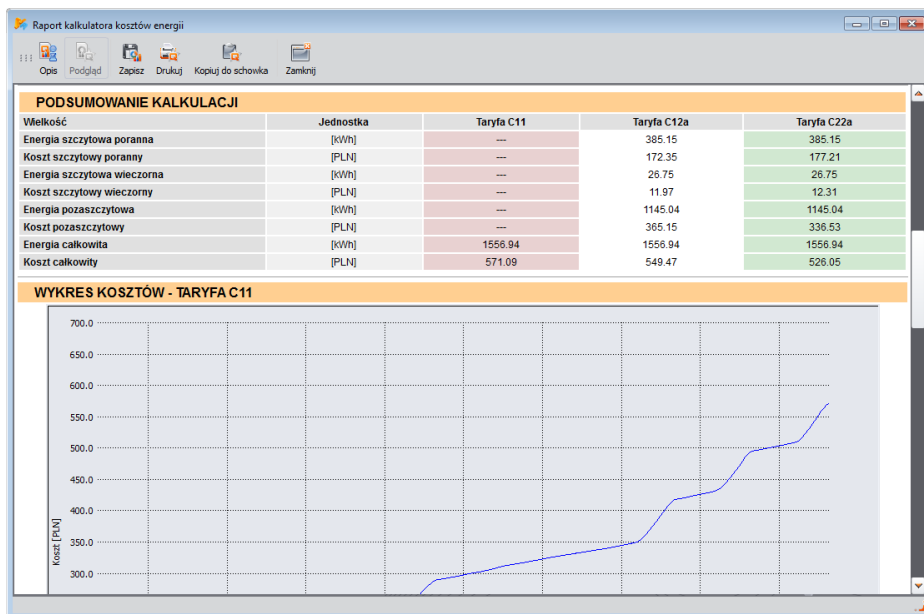 Raport kalkulatora kosztów energii
Opis Podgląd Zapisz Drukuj Kopiuj do schowka Zamknij
PODSUMOWANIE KALKULACJI
Wielkość Jednostka Taryfa C11 Taryfa C12a Taryfa C22a
Energia szczytowa poranna [kWh] --- 385.15 385.15
Koszt szczytowy poranny [PLN] --- 172.35 177.21
Energia szczytowa wieczorna [kWh] --- 26.75 26.75
Koszt szczytowy wieczorny [PLN] --- 11.97 12.31
Energia pozaszczytowa [kWh] --- 1145.04 1145.04
Koszt pozaszczytowy [PLN] --- 365.15 336.53
Energia całkowita [kWh] 1556.94 1556.94 1556.94
Koszt całkowity [PLN] 571.09 549.47 526.05
WYKRES KOSZTÓW - TARYFA C11
700.0
650.0
600.0
550.0
500.0
450.0
400.0
350.0
300.0
Koszt [PLN]